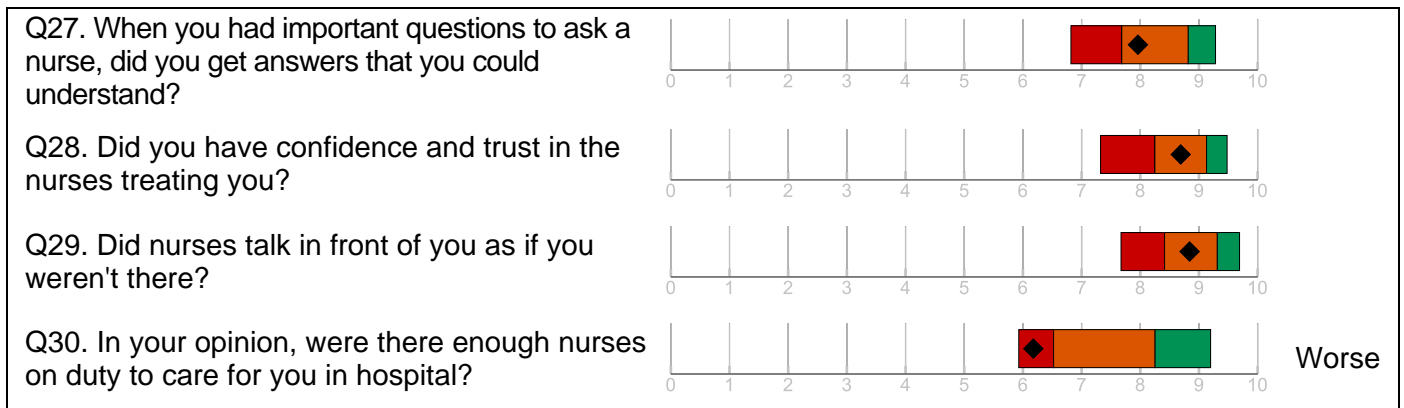 Q27. When you had important questions to ask a
nurse, did you get answers that you could
understand?
0 1 2 3 4 5 6 7 8 9 10
Q28. Did you have confidence and trust in the
nurses treating you?
0 1 2 3 4 5 6 7 8 9 10
Q29. Did nurses talk in front of you as if you
weren't there?
0 1 2 3 4 5 6 7 8 9 10
Q30. In your opinion, were there enough nurses
on duty to care for you in hospital?
Worse
0 1 2 3 4 5 6 7 8 9 10